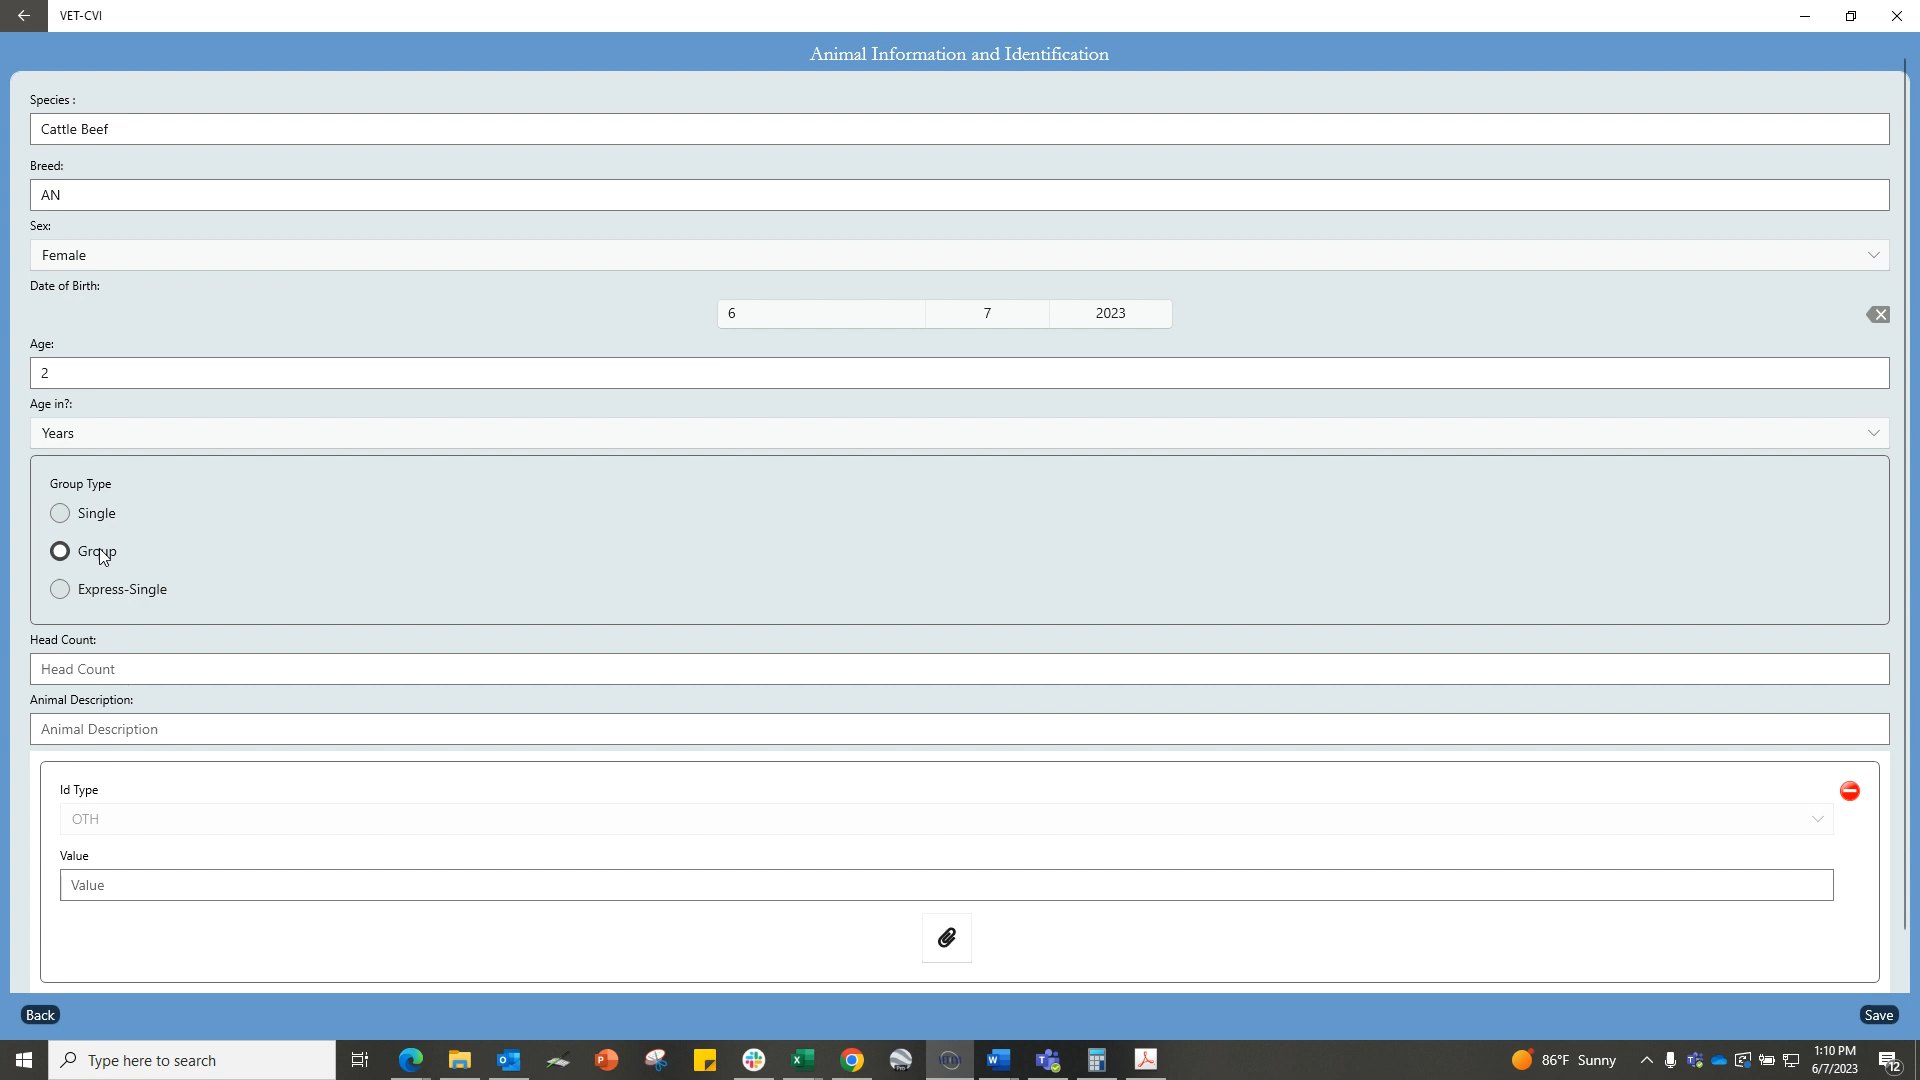 VET-CVI
Animal Information and Identification
Species :
Cattle Beef
Breed:
AN
Sex:
Female
Date of Birth:
6 7 2023
Age:
2
Age in?:
Years
Group Type
Single
Group
Express-Single
Head Count:
Head Count
Animal Description:
Animal Description
Id Type
OTH
Value
Value
Back Save
Type here to search
86°F Sunny
1:10 PM
6/7/2023
12